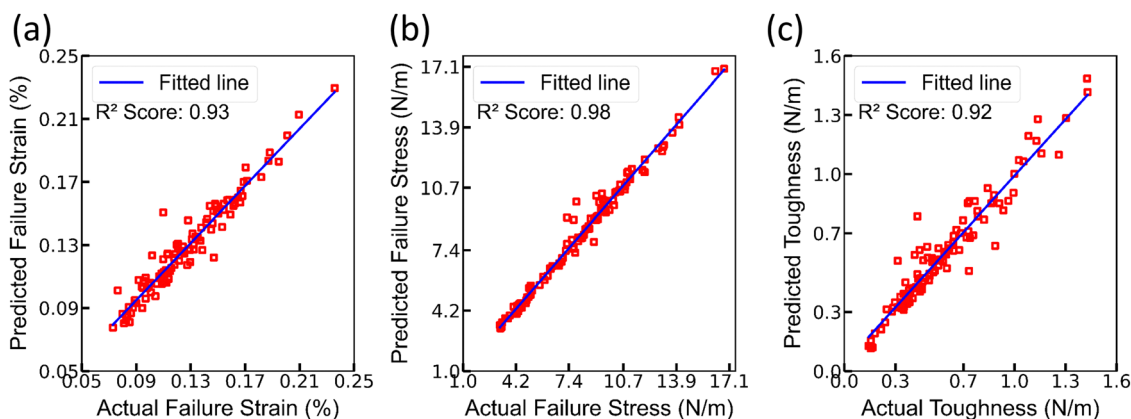 (a)
0.25
0.21
0.17
0.13
0.09
0.05
Predicted Failure Strain (%)
Fitted line
R² Score: 0.93
0.05 0.09 0.13 0.17 0.21 0.25
Actual Failure Strain (%)
(b)
17.1
13.9
10.7
7.4
4.2
1.0
Predicted Failure Stress (N/m)
Fitted line
R² Score: 0.98
1.0 4.2 7.4 10.7 13.9 17.1
Actual Failure Stress (N/m)
(c)
1.6
1.3
1.0
0.7
0.3
0.0
Predicted Toughness (N/m)
Fitted line
R² Score: 0.92
0.0 0.3 0.7 1.0 1.3 1.6
Actual Toughness (N/m)